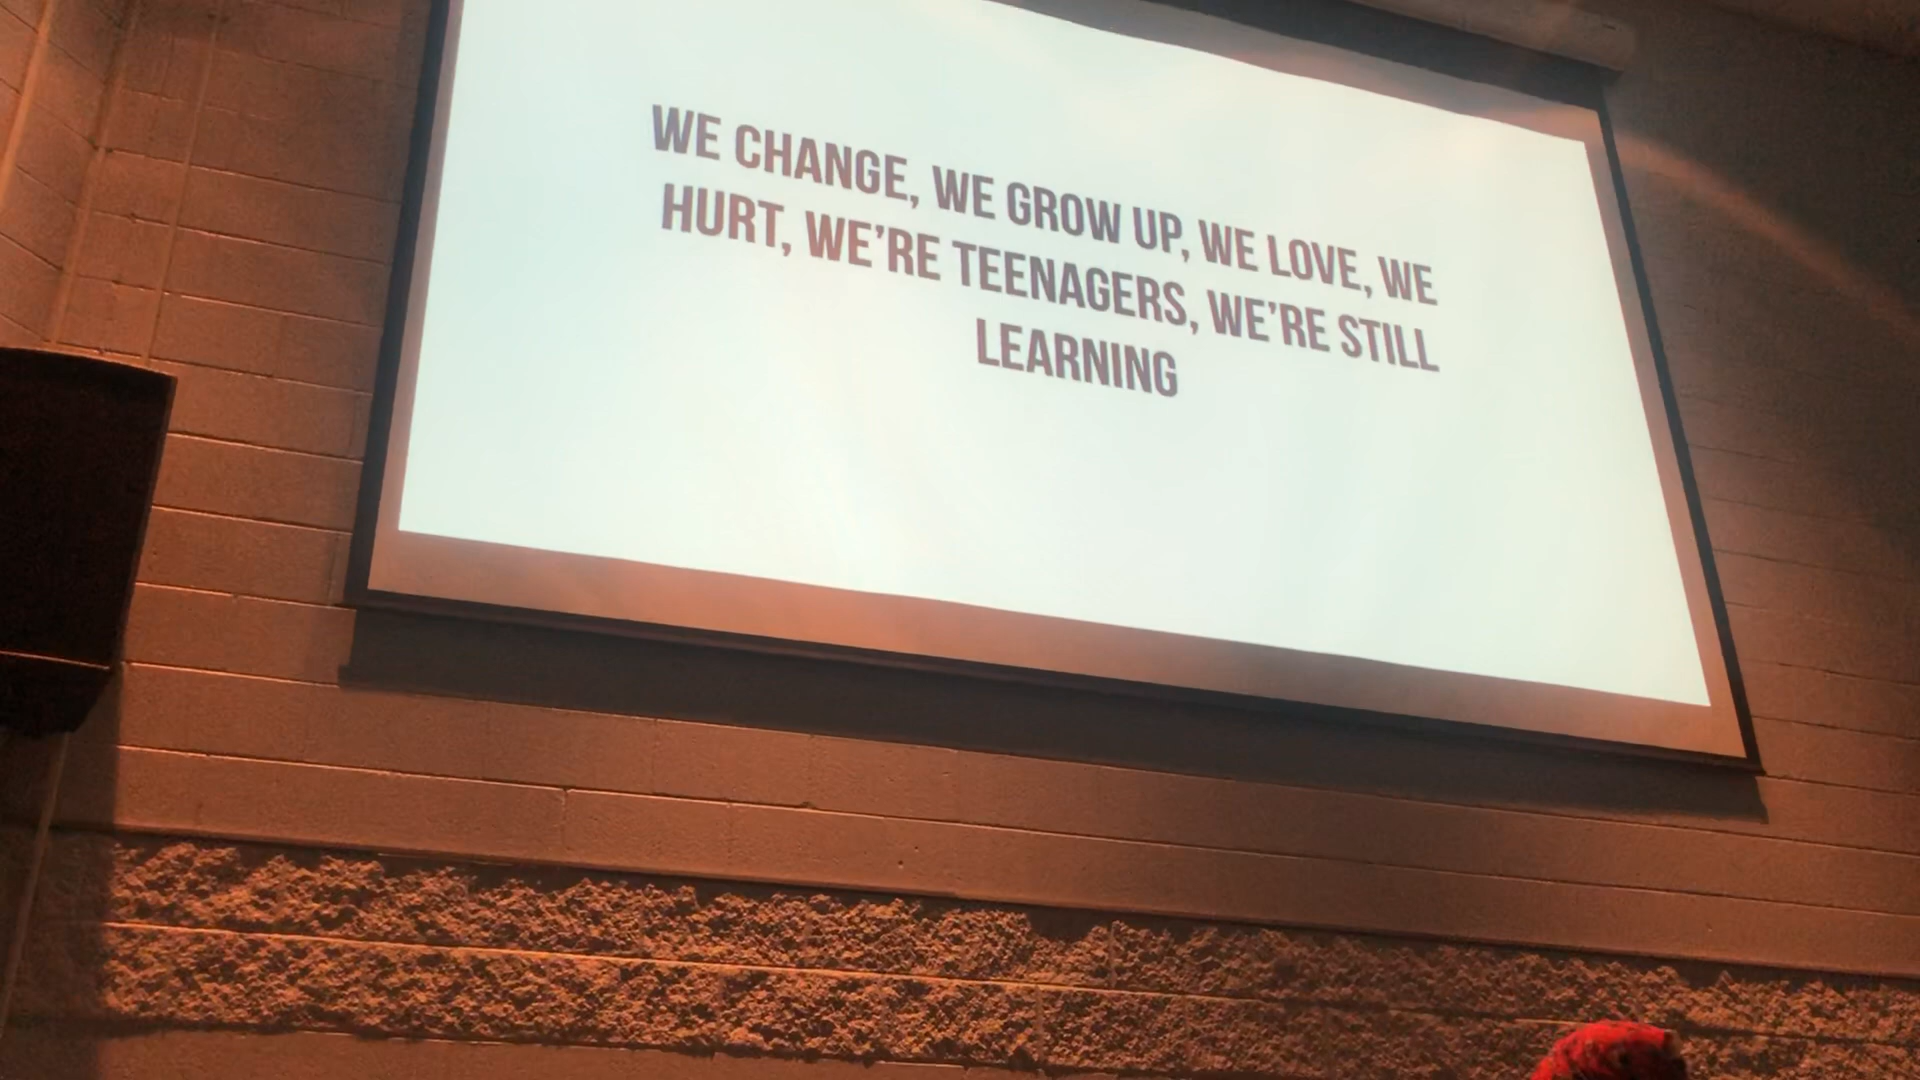 WE CHANGE, WE GROW UP, WE LOVE, WE
HURT, WE’RE TEENAGERS, WE’RE STILL
LEARNING